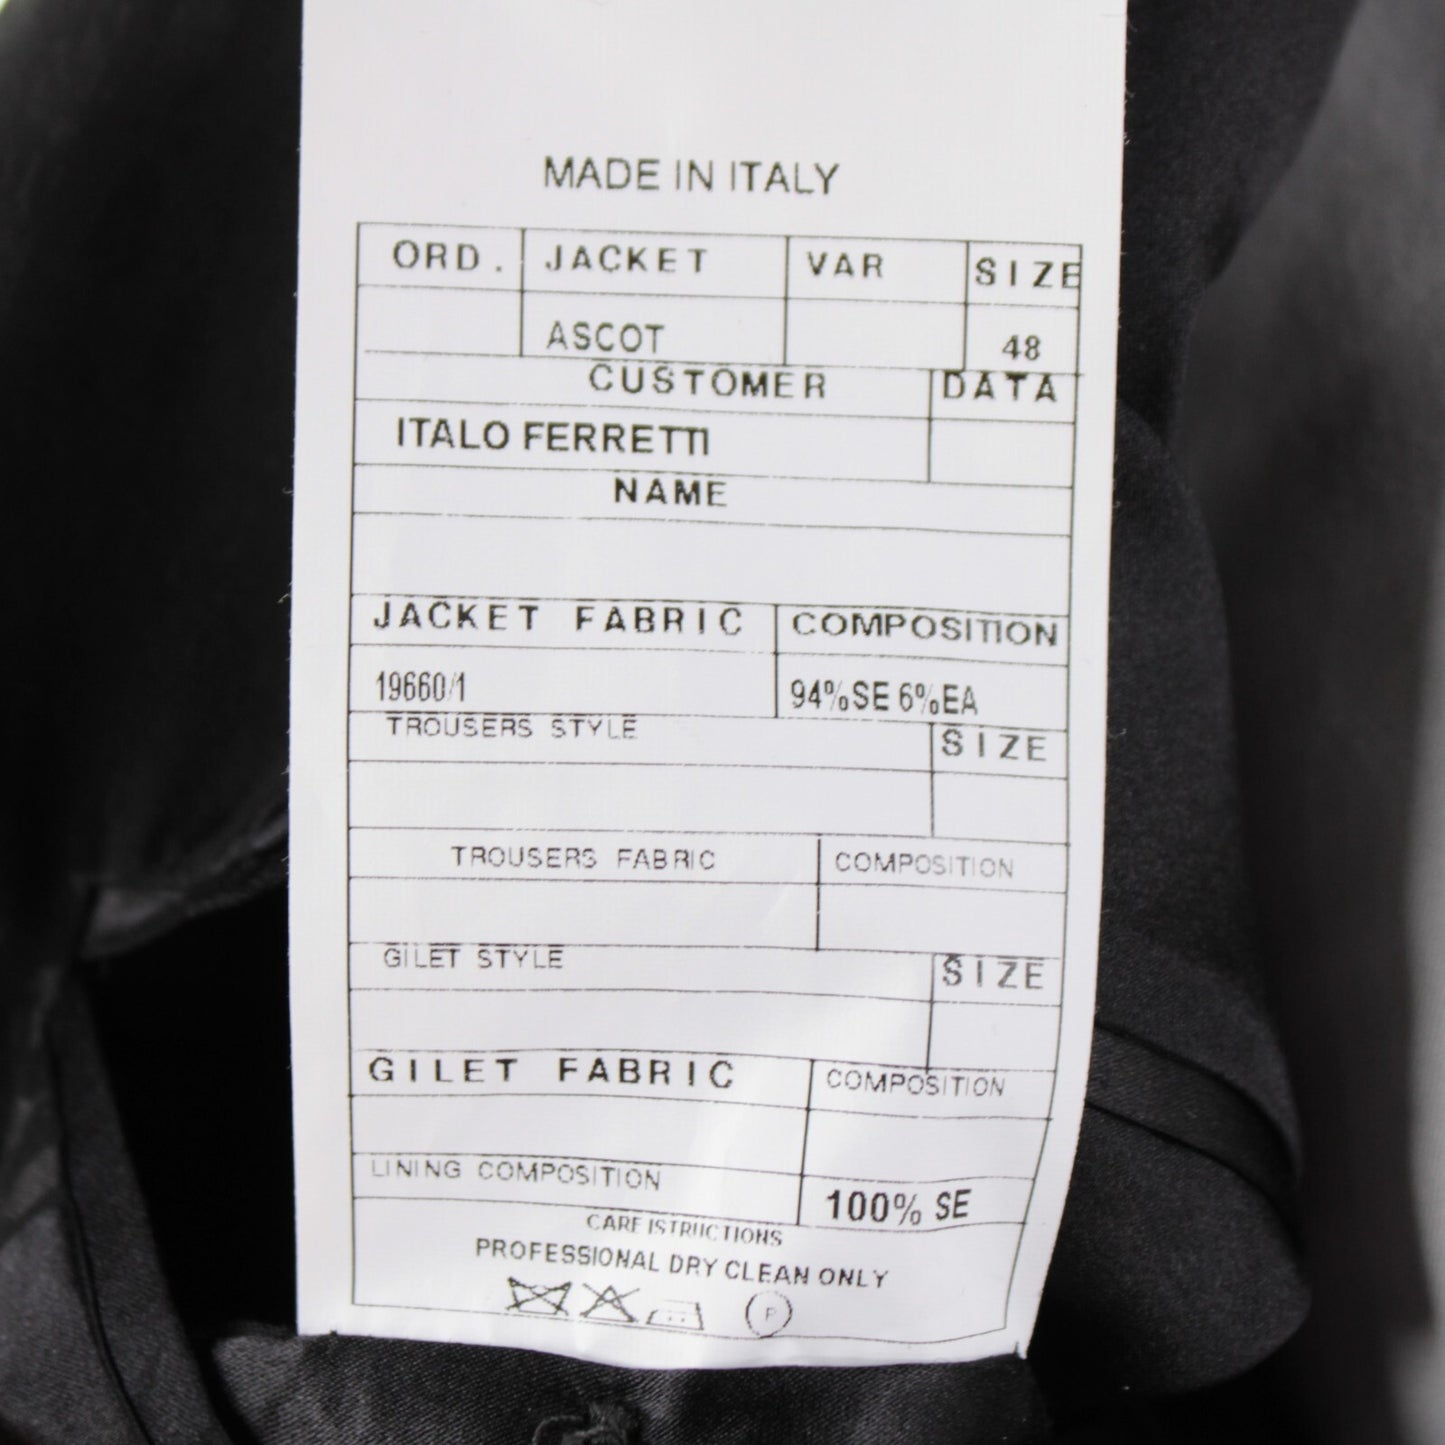 MADE IN ITALY
ORD. JACKET VAR SIZE
ASCOT 48
CUSTOMER DATA
ITALO FERRETTI
NAME
JACKET FABRIC COMPOSITION
19660/1 94%SE 6%EA
TROUSERS STYLE SIZE
TROUSERS FABRIC COMPOSITION
GILET STYLE SIZE
GILET FABRIC COMPOSITION
LINING COMPOSITION 100% SE
CARE ISTRUCTIONS
PROFESSIONAL DRY CLEAN ONLY
P